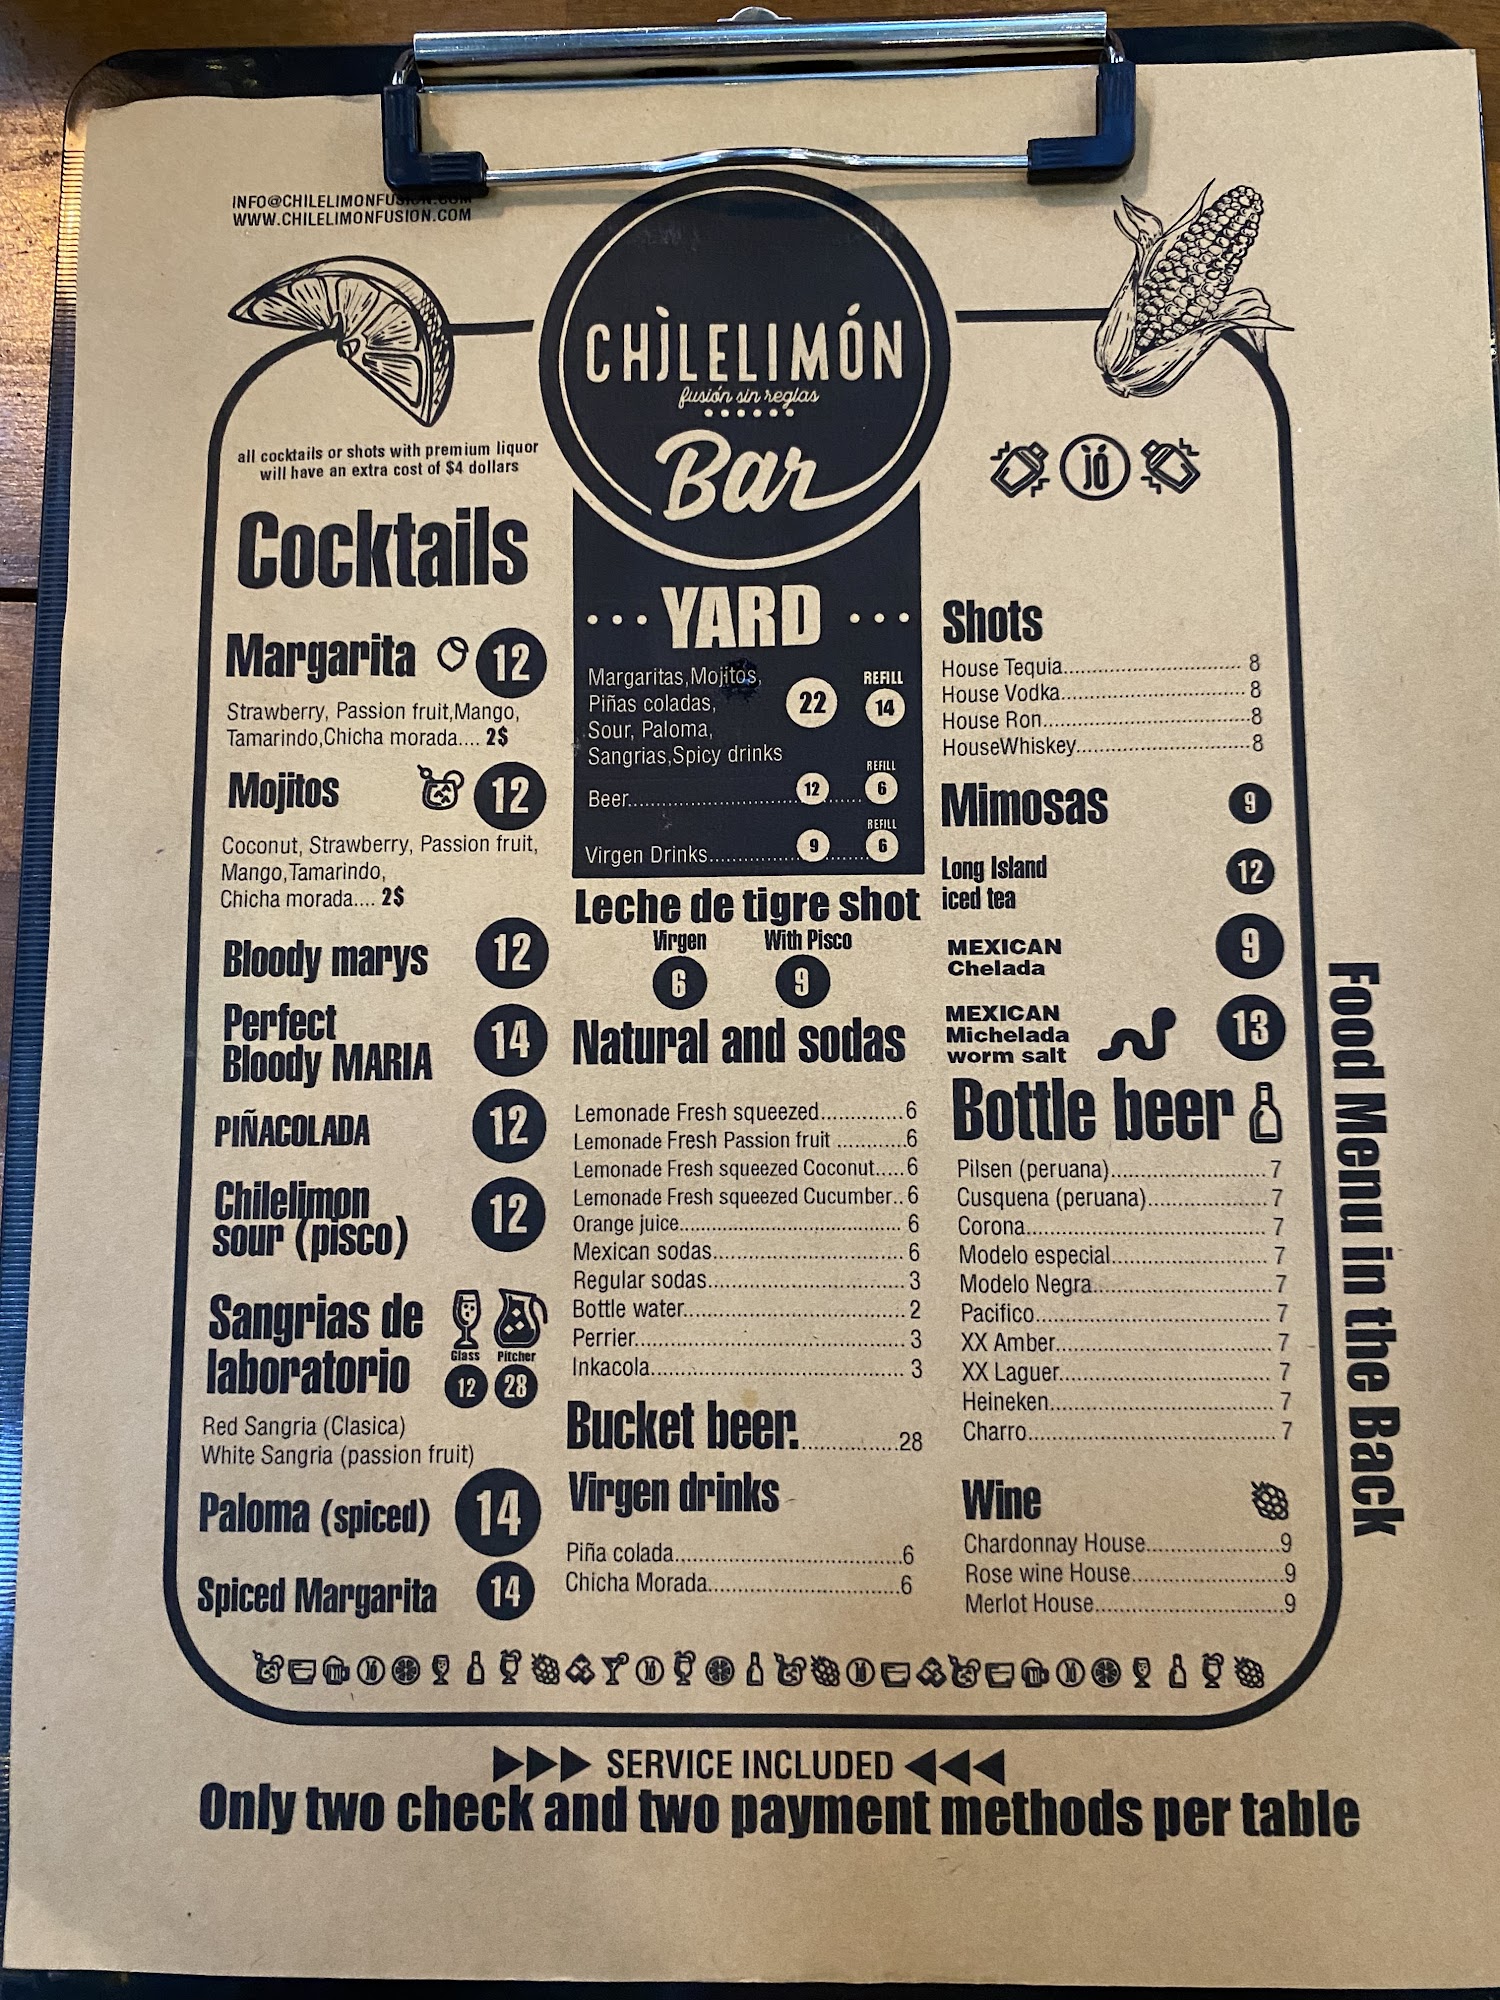 INFO@CHILELIMONFUSION.COM
WWW.CHILELIMONFUSION.COM
CHÌLELIMÓN
fusión sin reglas
Bar
all cocktails or shots with premium liquor
will have an extra cost of $4 dollars
Cocktails
Margarita 12
Strawberry, Passion fruit,Mango,
Tamarindo,Chicha morada.... 2$
Mojitos 12
Coconut, Strawberry, Passion fruit,
Mango,Tamarindo,
Chicha morada.... 2$
Bloody marys 12
Perfect
Bloody MARIA 14
PIÑACOLADA 12
Chilelimon
sour (pisco) 12
Sangrias de
laboratorio
Glass Pitcher
12 28
Red Sangria (Clasica)
White Sangria (passion fruit)
Paloma (spiced) 14
Spiced Margarita 14
... YARD ...
Margaritas,Mojitos,
Piñas coladas,
Sour, Paloma,
Sangrias,Spicy drinks
22
REFILL
14
REFILL
Beer.................................. 12 ...... 6
REFILL
Virgen Drinks.................... 9 ....... 6
Leche de tigre shot
Virgen With Pisco
6 9
Natural and sodas
Lemonade Fresh squeezed.............6
Lemonade Fresh Passion fruit ...........6
Lemonade Fresh squeezed Coconut.....6
Lemonade Fresh squeezed Cucumber.. 6
Orange juice.................................... 6
Mexican sodas............................... 6
Regular sodas................................ 3
Bottle water.................................... 2
Perrier........................................... 3
Inkacola......................................... 3
Bucket beer................28
Virgen drinks
Piña colada....................................6
Chicha Morada...............................6
JÓ
Shots
House Tequia............................. 8
House Vodka..............................8
House Ron.................................8
HouseWhiskey............................8
Mimosas 9
Long Island
iced tea 12
MEXICAN
Chelada 9
MEXICAN
Michelada
worm salt 13
Bottle beer
Pilsen (peruana)......................... 7
Cusquena (peruana)................... 7
Corona....................................... 7
Modelo especial......................... 7
Modelo Negra............................. 7
Pacifico...................................... 7
XX Amber................................... 7
XX Laguer.................................. 7
Heineken.................................... 7
Charro........................................ 7
Wine
Chardonnay House.....................9
Rose wine House........................9
Merlot House..............................9
Food Menu in the Back
SERVICE INCLUDED
Only two check and two payment methods per table